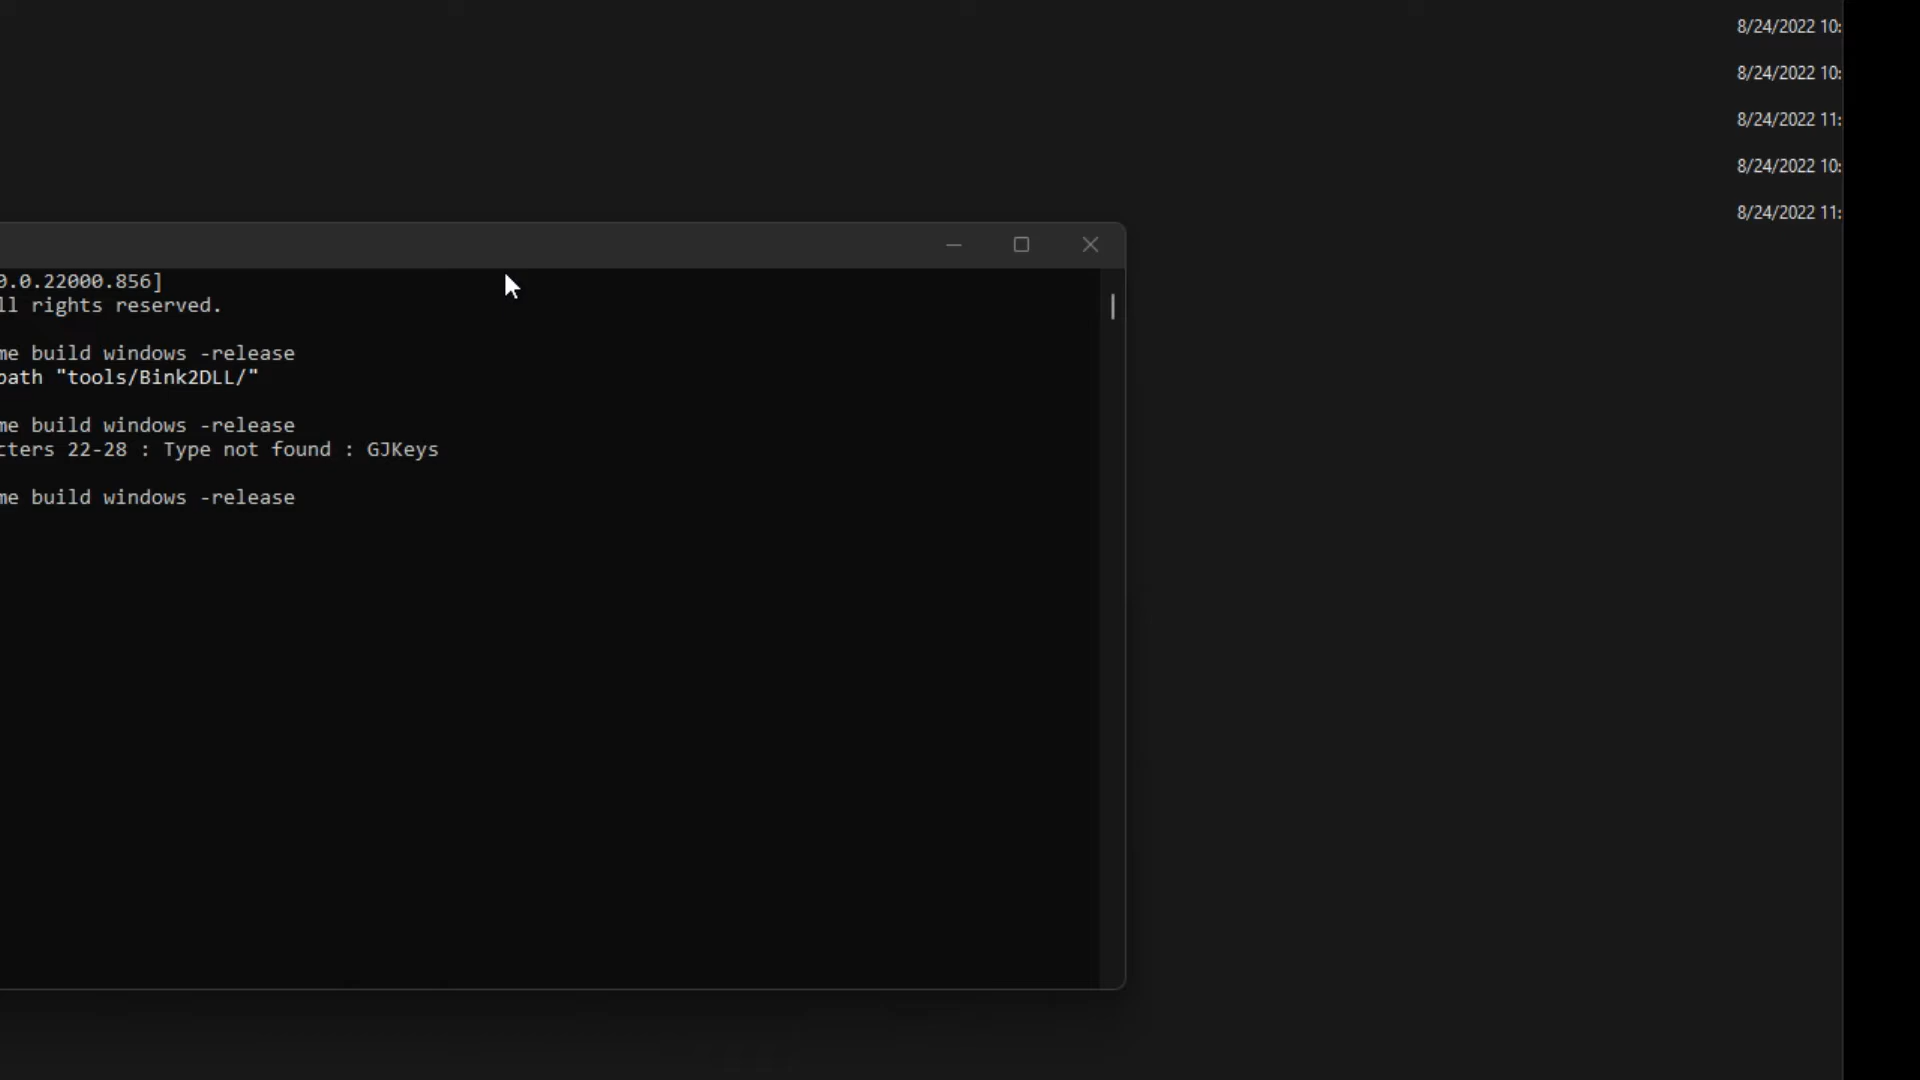 8/24/2022 10:
8/24/2022 10:
8/24/2022 11:
8/24/2022 10:
8/24/2022 11:
0.0.22000.856]
ll rights reserved.
me build windows -release
path "tools/Bink2DLL/"
me build windows -release
cters 22-28 : Type not found : GJKeys
me build windows -release